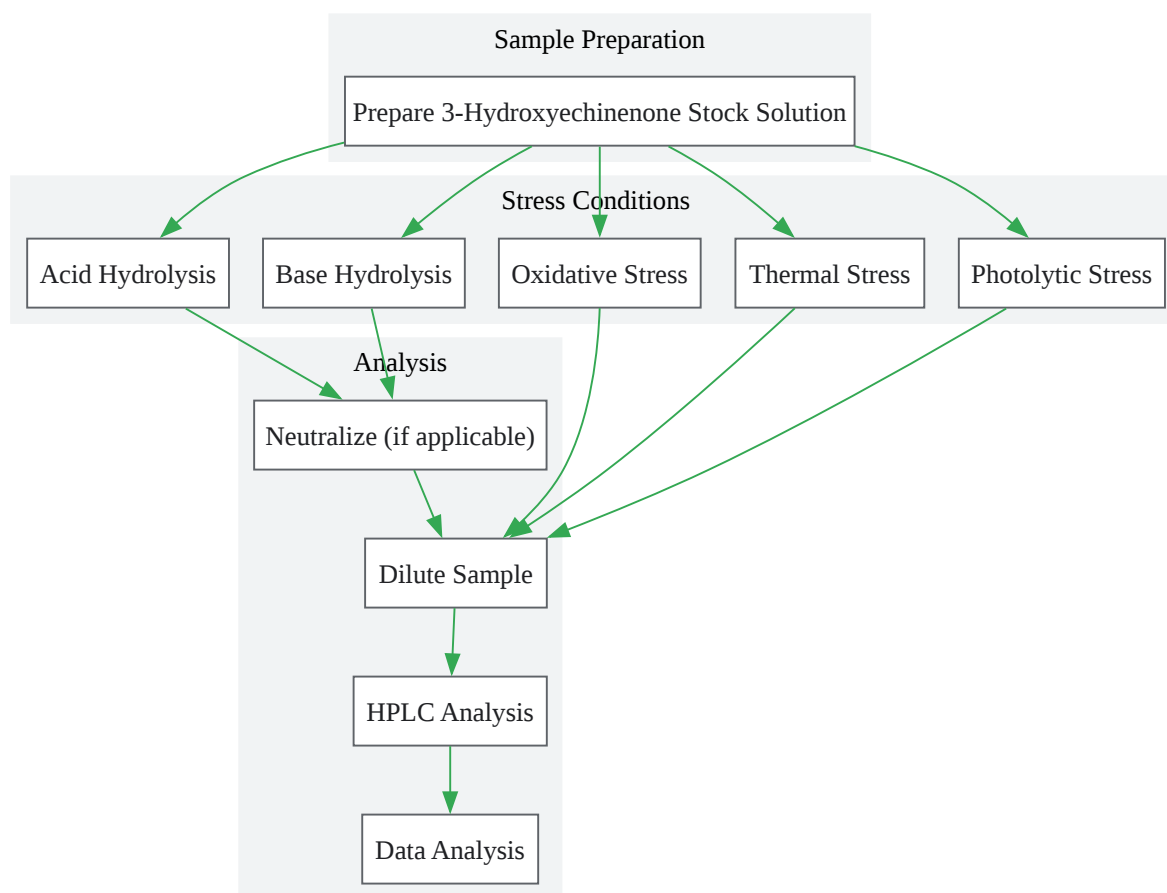 Sample Preparation
Prepare 3-Hydroxyechinenone Stock Solution
Stress Conditions
Acid Hydrolysis
Base Hydrolysis
Oxidative Stress
Thermal Stress
Photolytic Stress
Analysis
Neutralize (if applicable)
Dilute Sample
HPLC Analysis
Data Analysis